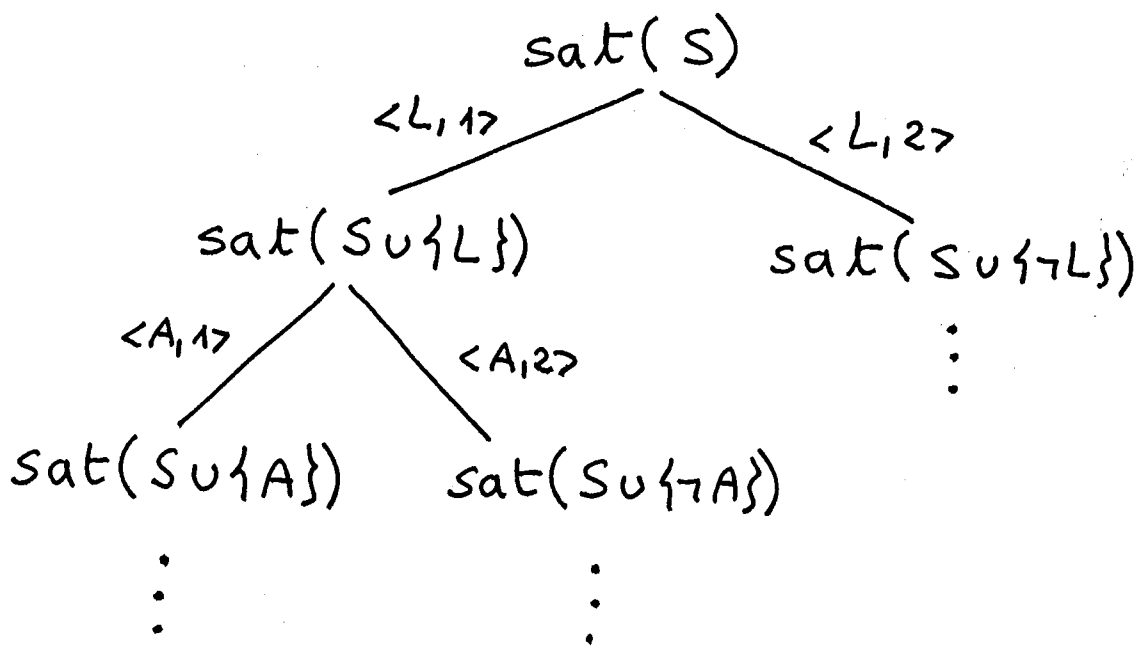 sat(S)
<L,1>
<L,2>
sat(S∪{L})
sat(S∪{¬L})
<A,1>
<A,2>
sat(S∪{A})
sat(S∪{¬A})